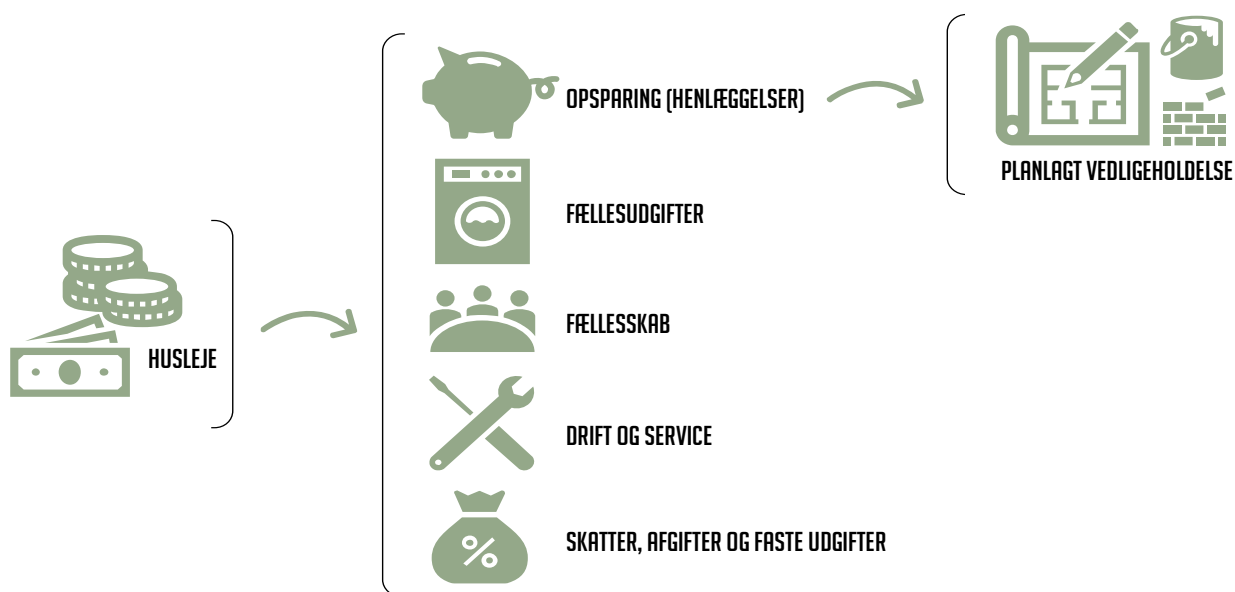 HUSLEJE
OPSPARING (HENLÆGGELSER)
FÆLLESUDGIFTER
FÆLLESSKAB
DRIFT OG SERVICE
%
SKATTER, AFGIFTER OG FASTE UDGIFTER
PLANLAGT VEDLIGEHOLDELSE